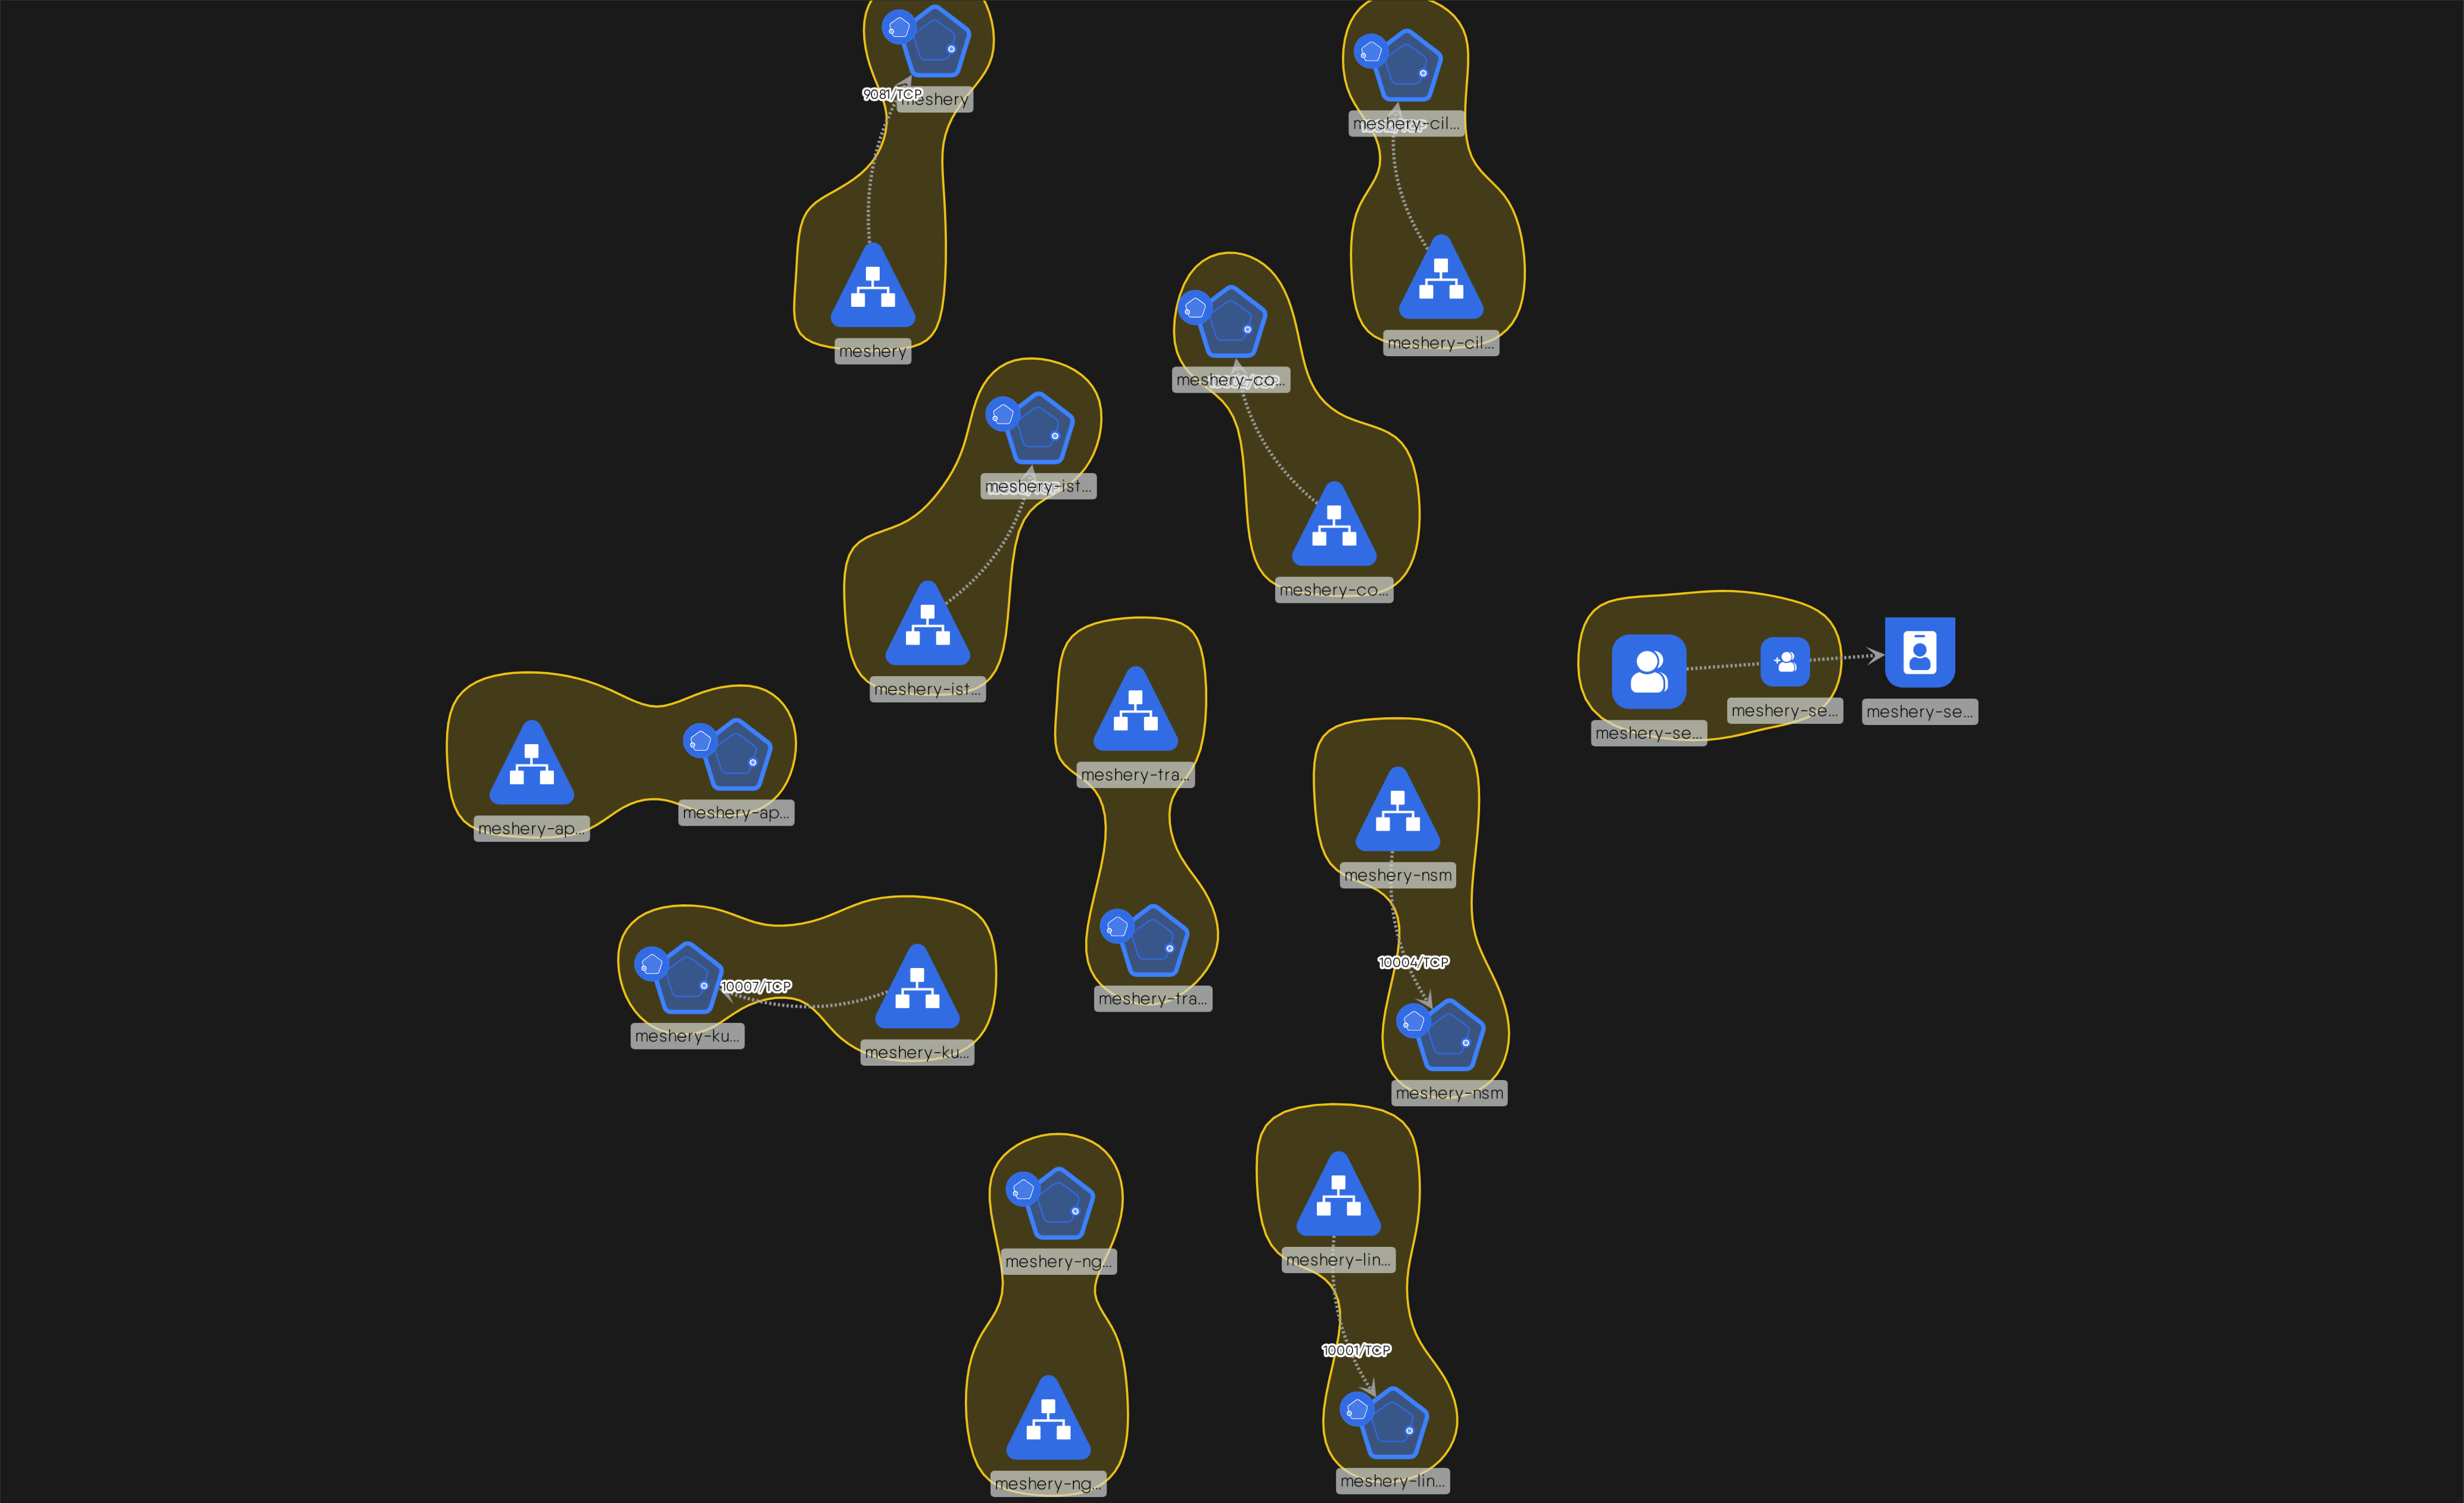 9081/TCP
meshery
meshery-cil...
meshery
meshery-cil...
meshery-co...
meshery-ist...
meshery-co...
meshery-ist...
meshery-se...
meshery-se...
meshery-se...
meshery-tra...
meshery-ap...
meshery-ap...
meshery-nsm
10004/TCP
10007/TCP
meshery-tra...
meshery-ku...
meshery-ku...
meshery-nsm
meshery-ng...
meshery-lin...
10001/TCP
meshery-ng...
meshery-lin...